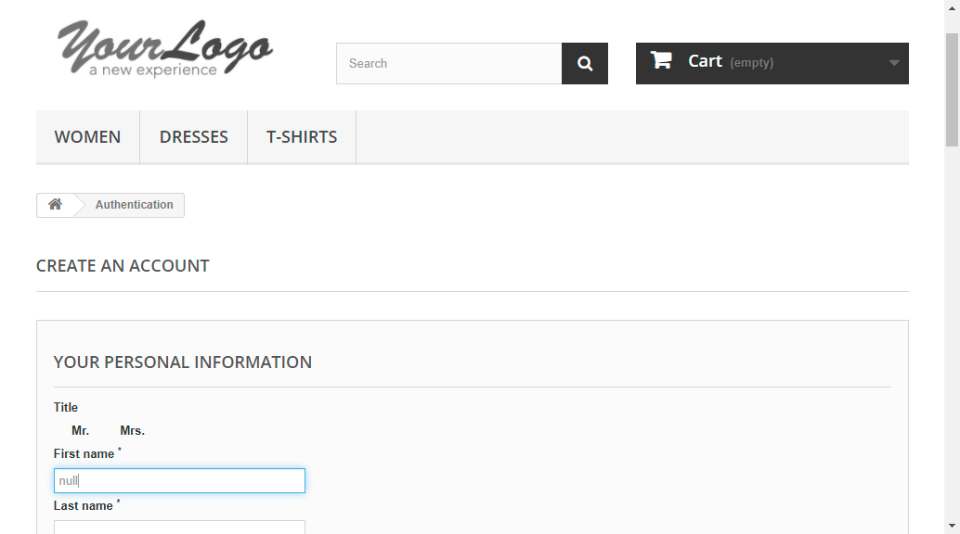 YourLogo
a new experience
Search
Cart (empty)
WOMEN DRESSES T-SHIRTS
Authentication
CREATE AN ACCOUNT
YOUR PERSONAL INFORMATION
Title
Mr. Mrs.
First name *
null
Last name *